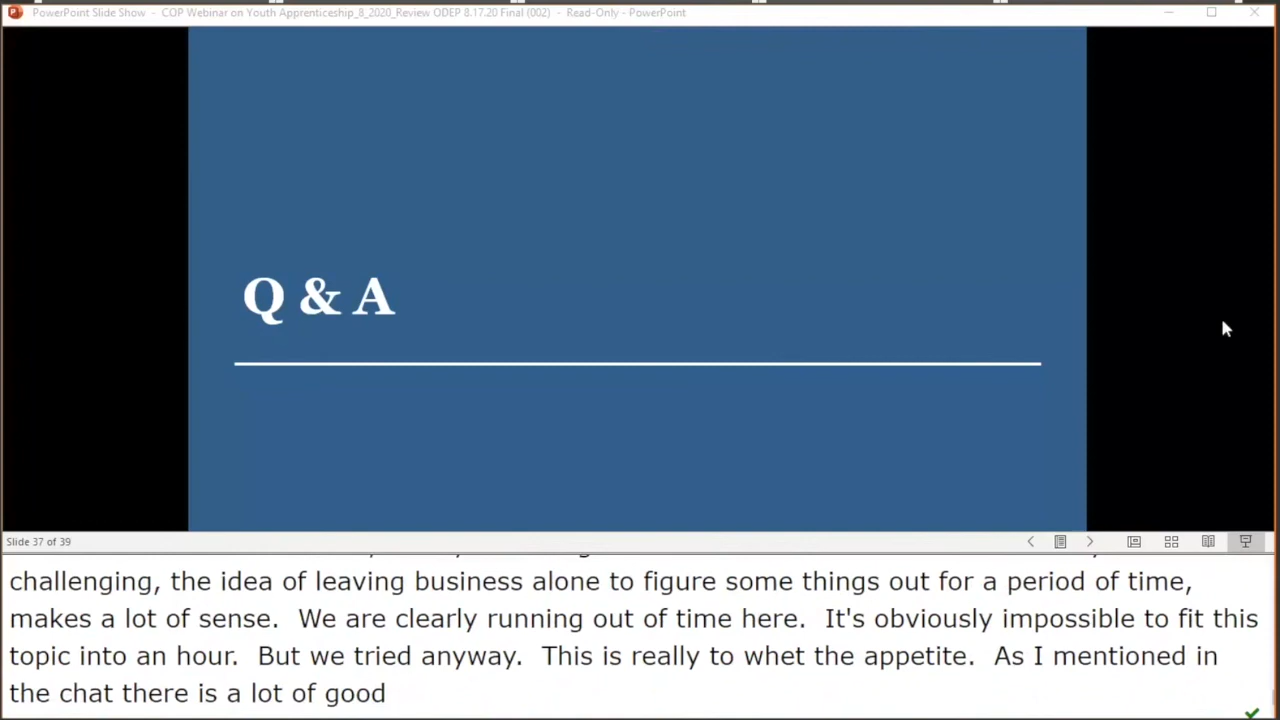 PowerPoint Slide Show - COP Webinar on Youth Apprenticeship_8_2020_Review ODEP 8.17.20 Final (002) - Read-Only - PowerPoint
Q & A
Slide 37 of 39
challenging, the idea of leaving business alone to figure some things out for a period of time,
makes a lot of sense. We are clearly running out of time here. It's obviously impossible to fit this
topic into an hour. But we tried anyway. This is really to whet the appetite. As I mentioned in
the chat there is a lot of good